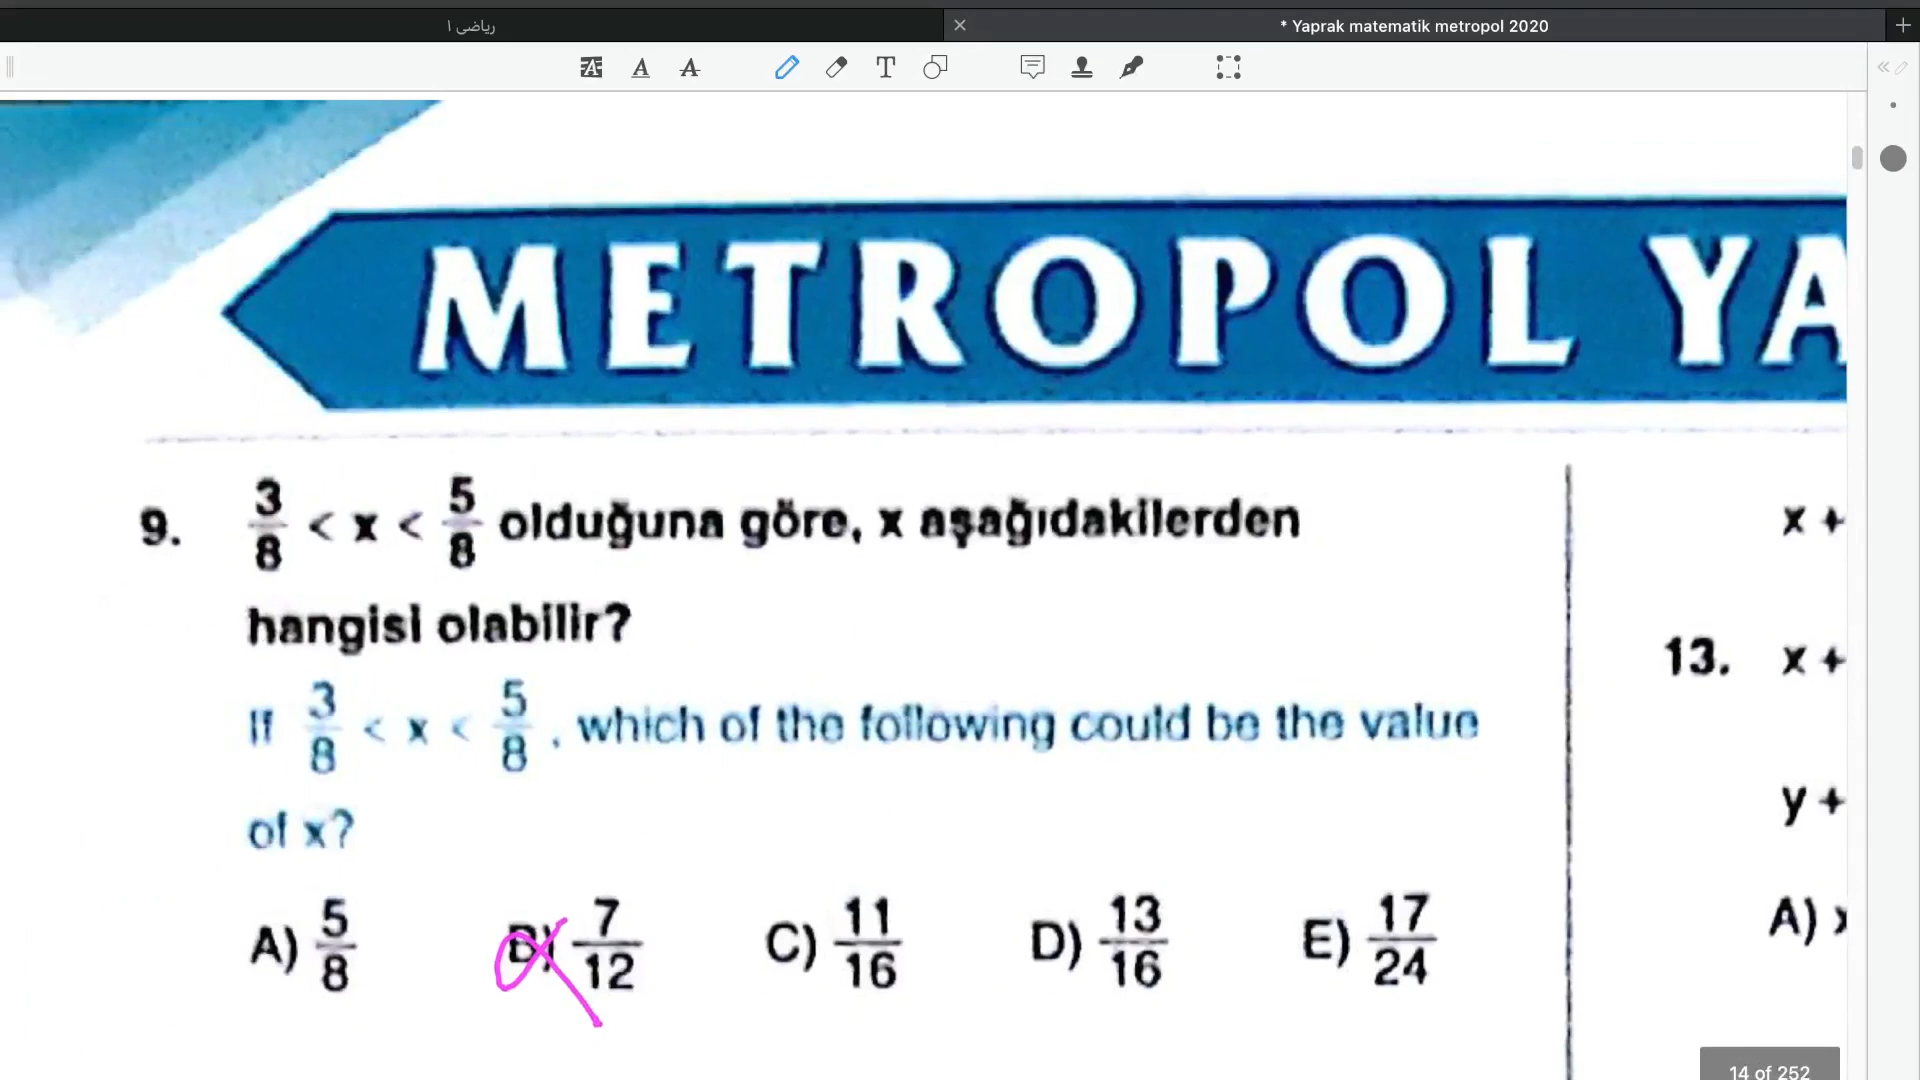 ریاضی ۱
* Yaprak matematik metropol 2020
METROPOL YA
9. 3/8 < x < 5/8 olduğuna göre, x aşağıdakilerden
hangisi olabilir?
If 3/8 < x < 5/8, which of the following could be the value
of x?
A) 5/8 B) 7/12 C) 11/16 D) 13/16 E) 17/24
x +
13. x +
y +
A)
14 of 252